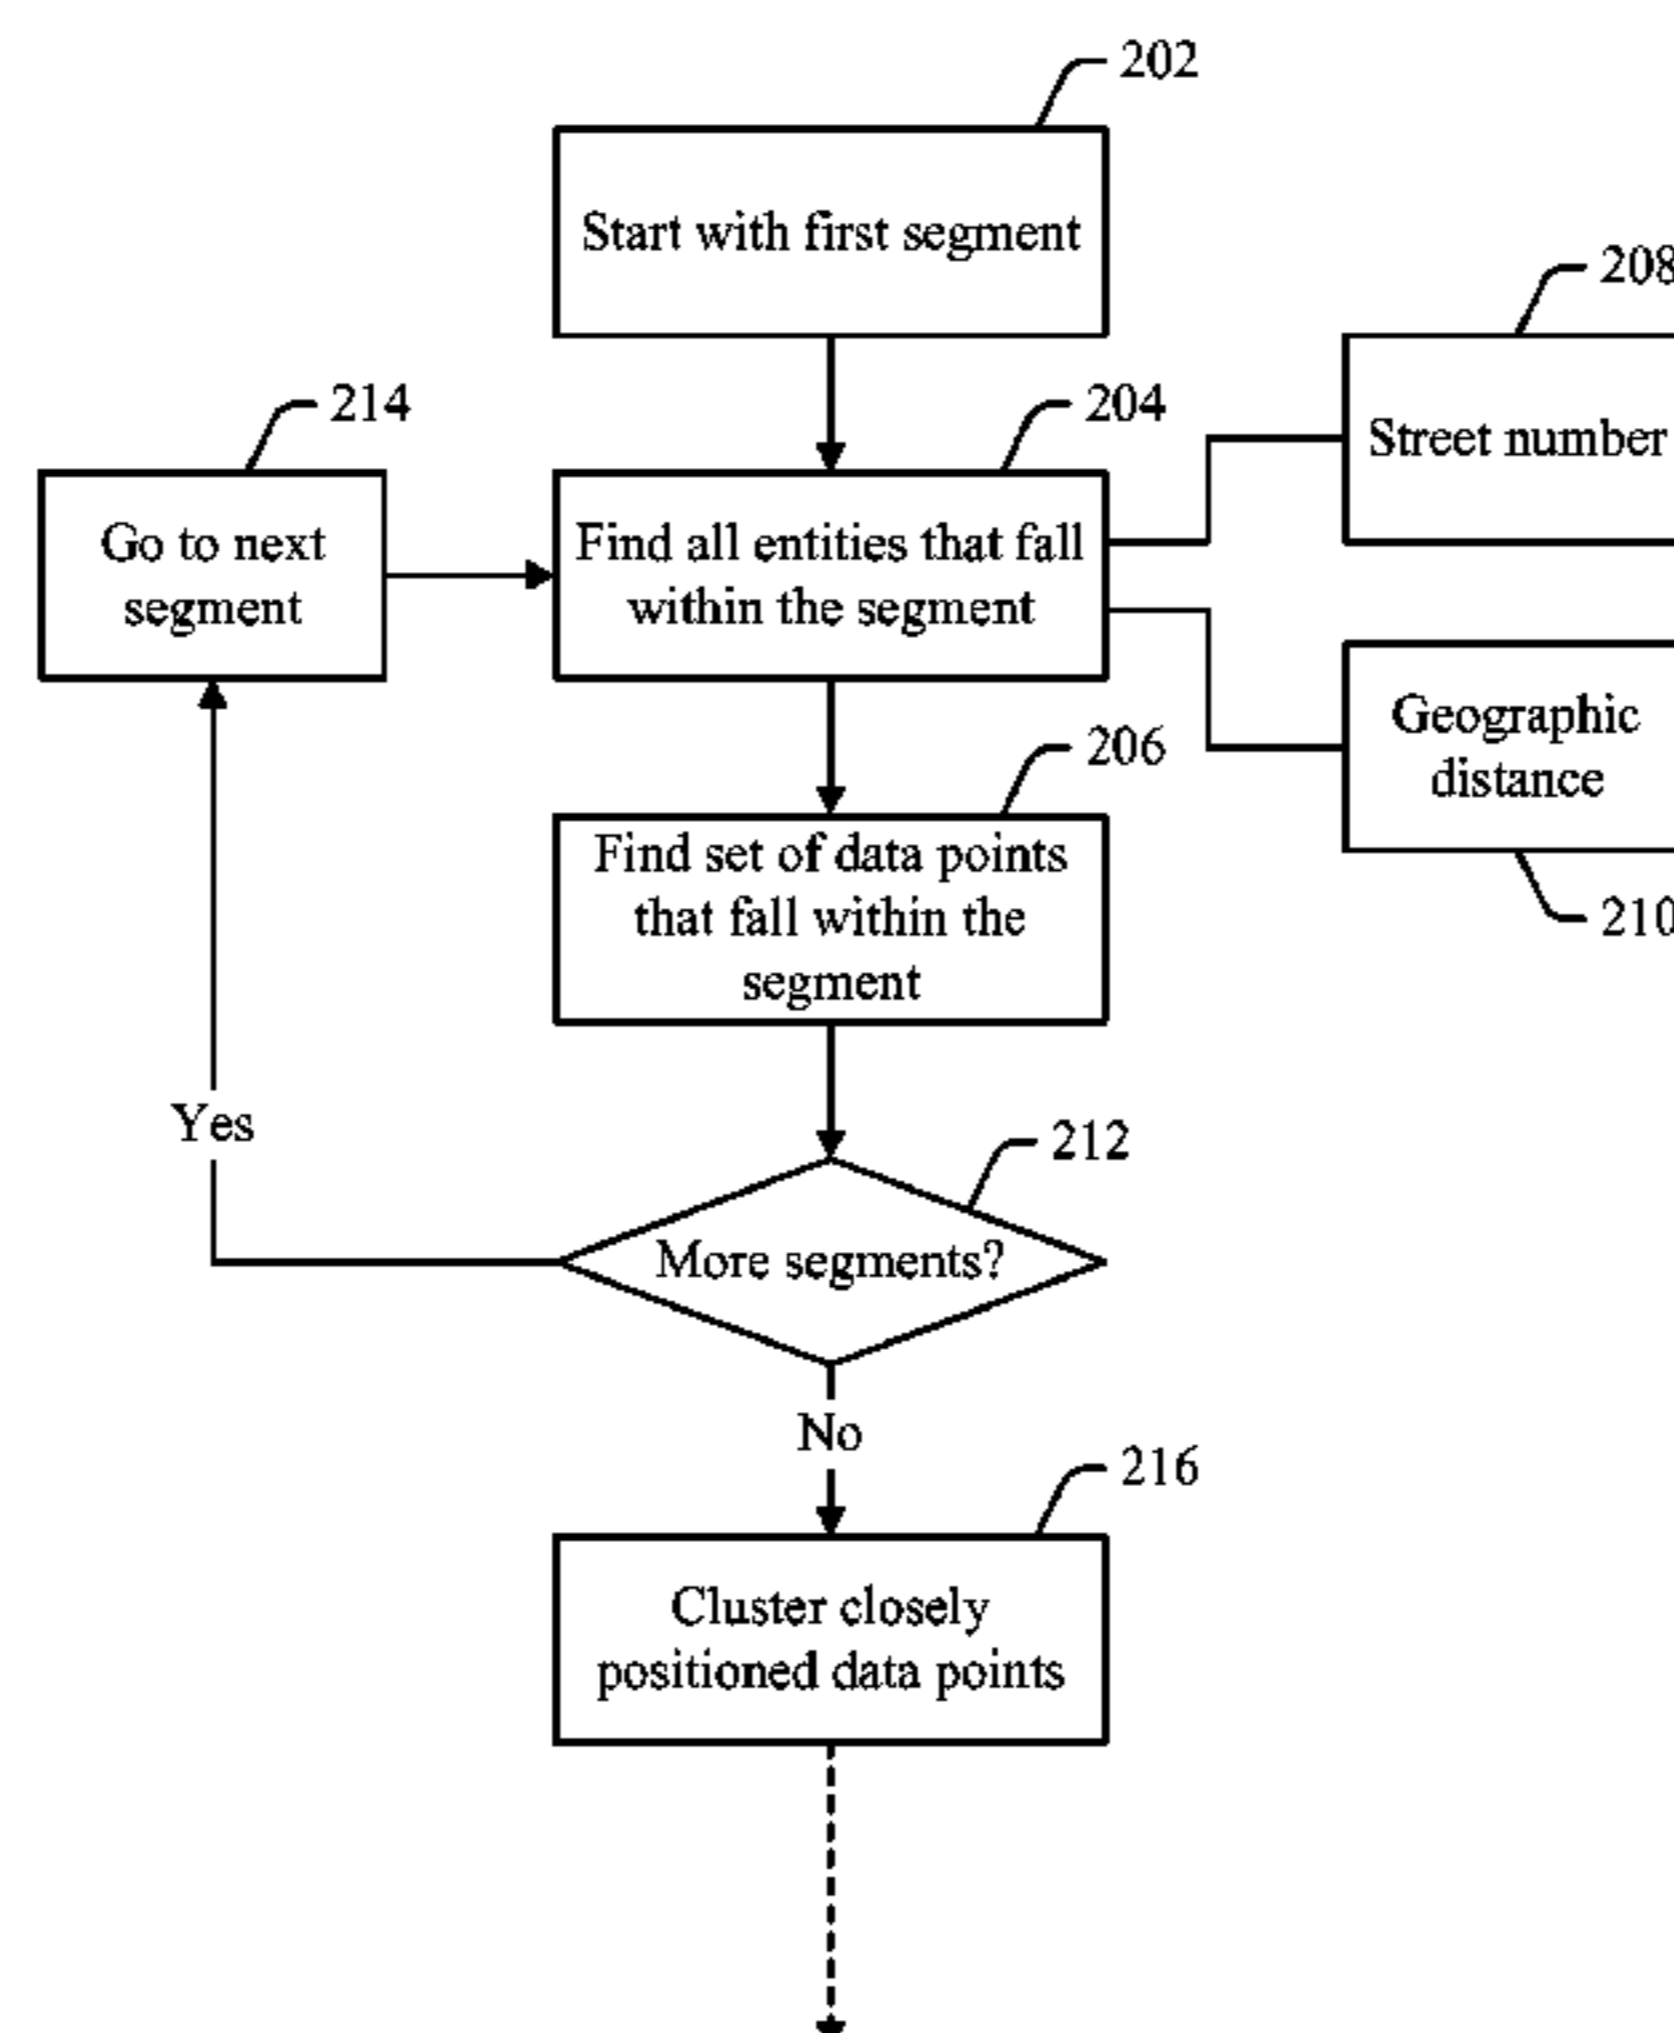 202
Start with first segment
208
214
204
Street number
Go to next
segment
Find all entities that fall
within the segment
206
Geographic
distance
Find set of data points
that fall within the
segment
210
Yes
212
More segments?
No
216
Cluster closely
positioned data points